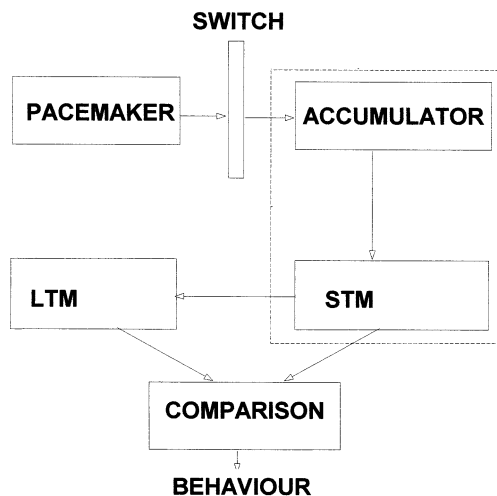 SWITCH
PACEMAKER
ACCUMULATOR
LTM
STM
COMPARISON
BEHAVIOUR